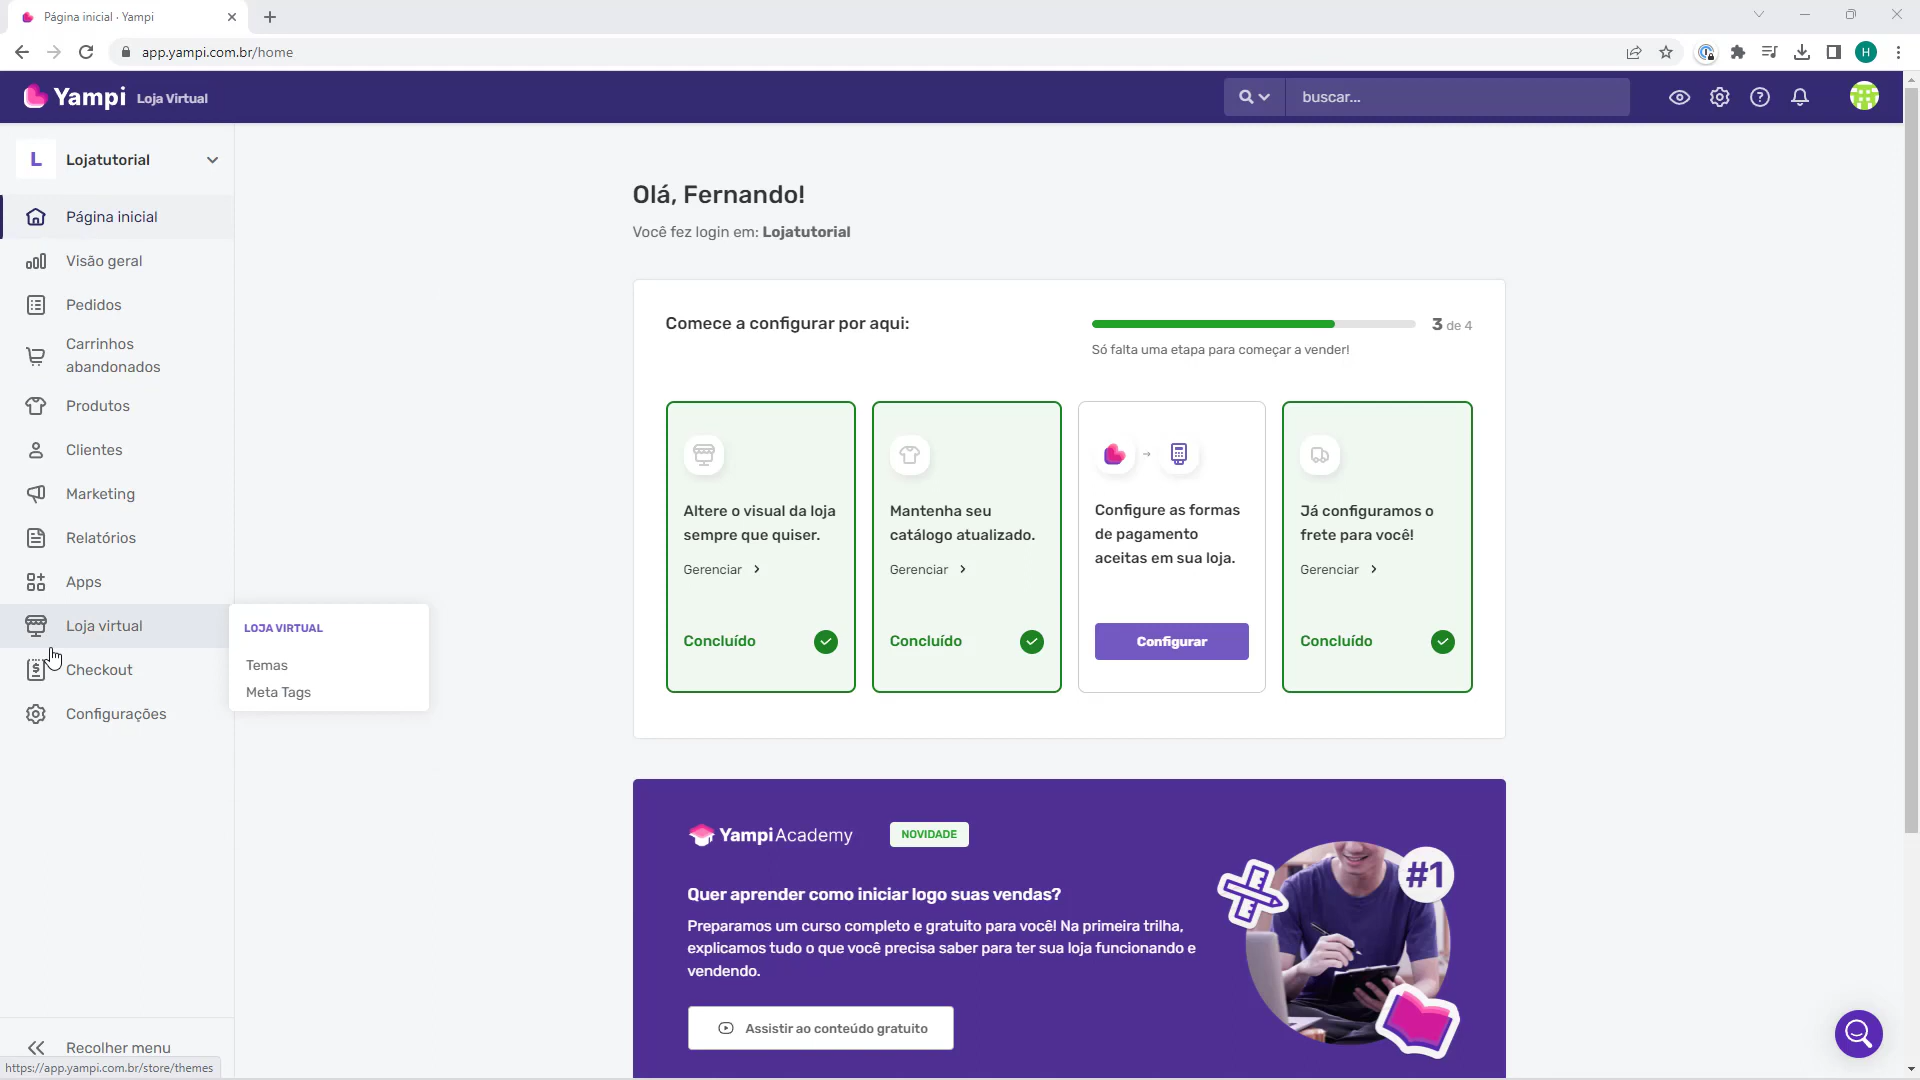 Página inicial · Yampi
app.yampi.com.br/home
H
Yampi Loja Virtual
buscar...
L Lojatutorial
Página inicial
Visão geral
Pedidos
Carrinhos
abandonados
Produtos
Clientes
Marketing
Relatórios
Apps
Loja virtual
Checkout
Configurações
LOJA VIRTUAL
Temas
Meta Tags
Recolher menu
https://app.yampi.com.br/store/themes
Olá, Fernando!
Você fez login em: Lojatutorial
Comece a configurar por aqui:
3 de 4
Só falta uma etapa para começar a vender!
Altere o visual da loja
sempre que quiser.
Gerenciar
Concluído
Mantenha seu
catálogo atualizado.
Gerenciar
Concluído
Configure as formas
de pagamento
aceitas em sua loja.
Configurar
Já configuramos o
frete para você!
Gerenciar
Concluído
Yampi Academy
NOVIDADE
Quer aprender como iniciar logo suas vendas?
Preparamos um curso completo e gratuito para você! Na primeira trilha,
explicamos tudo o que você precisa saber para ter sua loja funcionando e
vendendo.
Assistir ao conteúdo gratuito
#1